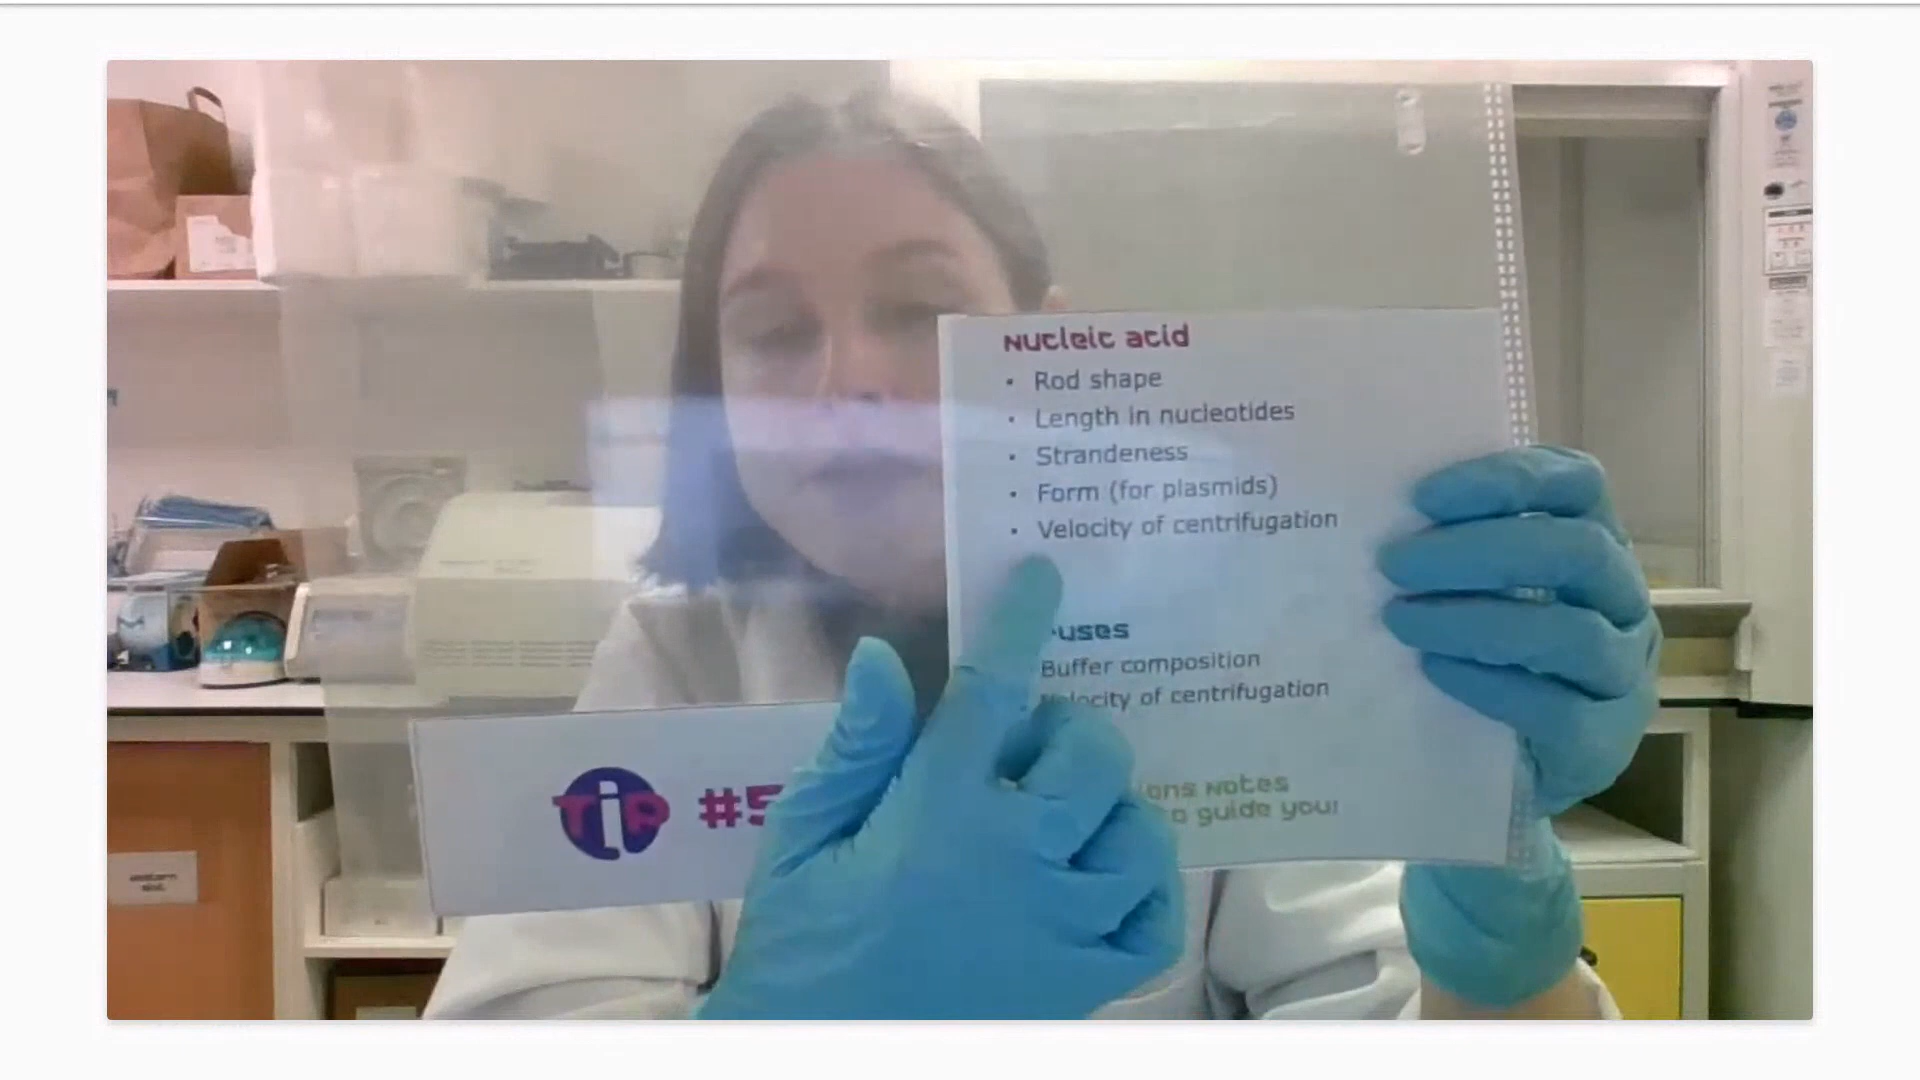 Nucleic acid
• Rod shape
• Length in nucleotides
• Strandeness
• Form (for plasmids)
• Velocity of centrifugation
Buffer composition
Velocity of centrifugation
TiP #5
Notes
guide you!